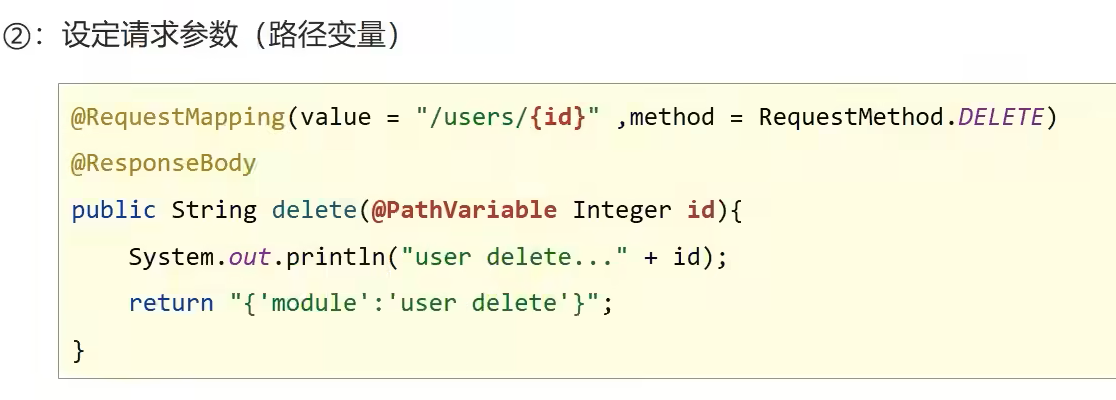 ②：设定请求参数（路径变量）
@RequestMapping(value = "/users/{id}" ,method = RequestMethod.DELETE)
@ResponseBody
public String delete(@PathVariable Integer id){
    System.out.println("user delete..." + id);
    return "{'module':'user delete'}";
}